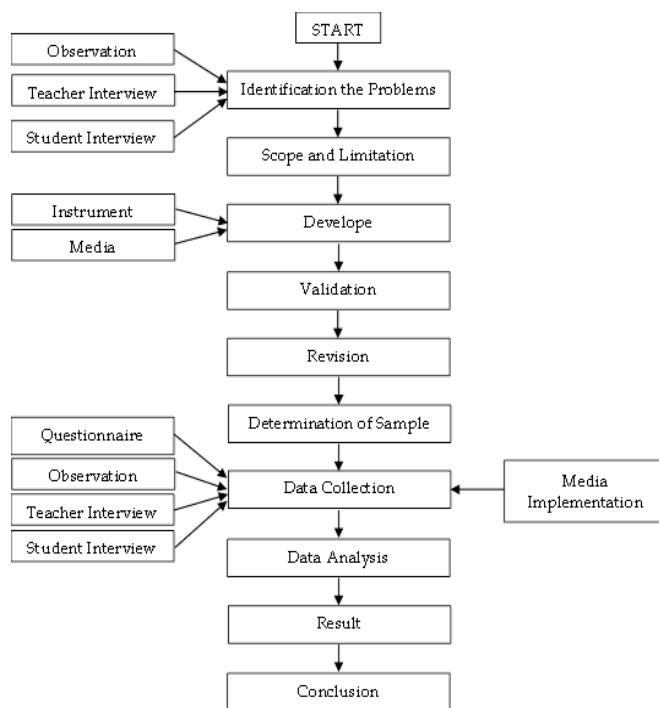 START
Observation
Teacher Interview
Student Interview
Identification the Problems
Scope and Limitation
Instrument
Media
Develope
Validation
Revision
Determination of Sample
Questionnaire
Observation
Teacher Interview
Student Interview
Data Collection
Media
Implementation
Data Analysis
Result
Conclusion